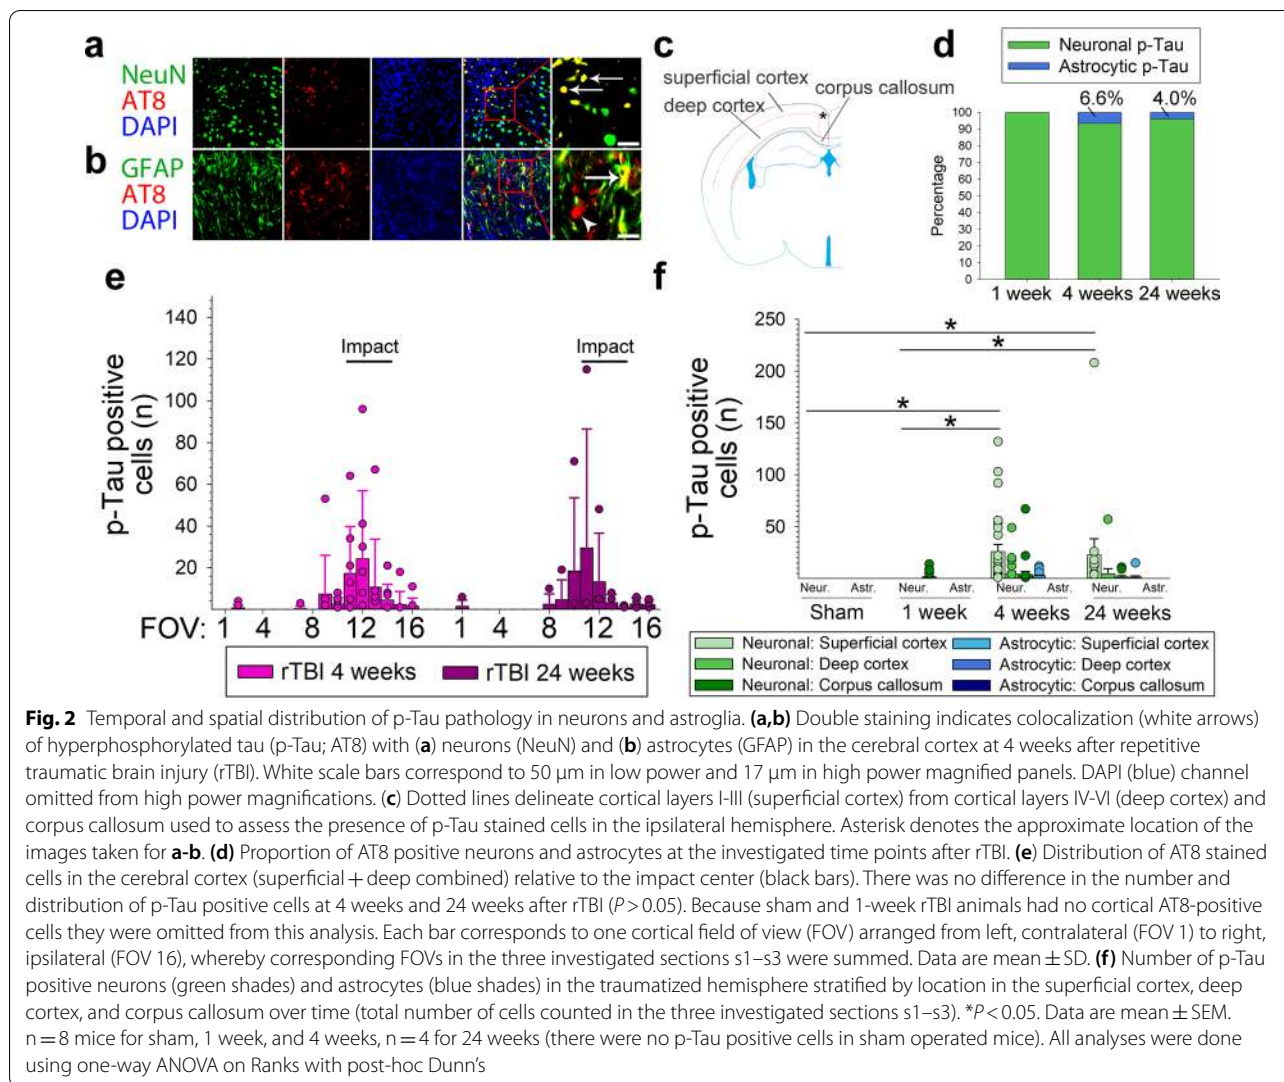 a
NeuN
AT8
DAPI
b
GFAP
AT8
DAPI
c
superficial cortex
deep cortex
corpus callosum
*
d
Neuronal p-Tau
Astrocytic p-Tau
6.6%
4.0%
100
90
80
70
60
50
40
30
20
10
0
Percentage
1 week
4 weeks
24 weeks
e
140
120
100
80
60
40
20
p-Tau positive
cells (n)
Impact
Impact
FOV: 1 4 8 12 16 1 4 8 12 16
rTBI 4 weeks
rTBI 24 weeks
f
250
200
150
100
50
p-Tau positive
cells (n)
*
*
*
*
Neur. Astr. Neur. Astr. Neur. Astr. Neur. Astr.
Sham 1 week 4 weeks 24 weeks
Neuronal: Superficial cortex
Astrocytic: Superficial cortex
Neuronal: Deep cortex
Astrocytic: Deep cortex
Neuronal: Corpus callosum
Astrocytic: Corpus callosum
Fig. 2 Temporal and spatial distribution of p-Tau pathology in neurons and astroglia. (a,b) Double staining indicates colocalization (white arrows)
of hyperphosphorylated tau (p-Tau; AT8) with (a) neurons (NeuN) and (b) astrocytes (GFAP) in the cerebral cortex at 4 weeks after repetitive
traumatic brain injury (rTBI). White scale bars correspond to 50 µm in low power and 17 µm in high power magnified panels. DAPI (blue) channel
omitted from high power magnifications. (c) Dotted lines delineate cortical layers I-III (superficial cortex) from cortical layers IV-VI (deep cortex) and
corpus callosum used to assess the presence of p-Tau stained cells in the ipsilateral hemisphere. Asterisk denotes the approximate location of the
images taken for a-b. (d) Proportion of AT8 positive neurons and astrocytes at the investigated time points after rTBI. (e) Distribution of AT8 stained
cells in the cerebral cortex (superficial + deep combined) relative to the impact center (black bars). There was no difference in the number and
distribution of p-Tau positive cells at 4 weeks and 24 weeks after rTBI (P > 0.05). Because sham and 1-week rTBI animals had no cortical AT8-positive
cells they were omitted from this analysis. Each bar corresponds to one cortical field of view (FOV) arranged from left, contralateral (FOV 1) to right,
ipsilateral (FOV 16), whereby corresponding FOVs in the three investigated sections s1–s3 were summed. Data are mean ± SD. (f) Number of p-Tau
positive neurons (green shades) and astrocytes (blue shades) in the traumatized hemisphere stratified by location in the superficial cortex, deep
cortex, and corpus callosum over time (total number of cells counted in the three investigated sections s1–s3). *P < 0.05. Data are mean ± SEM.
n = 8 mice for sham, 1 week, and 4 weeks, n = 4 for 24 weeks (there were no p-Tau positive cells in sham operated mice). All analyses were done
using one-way ANOVA on Ranks with post-hoc Dunn's